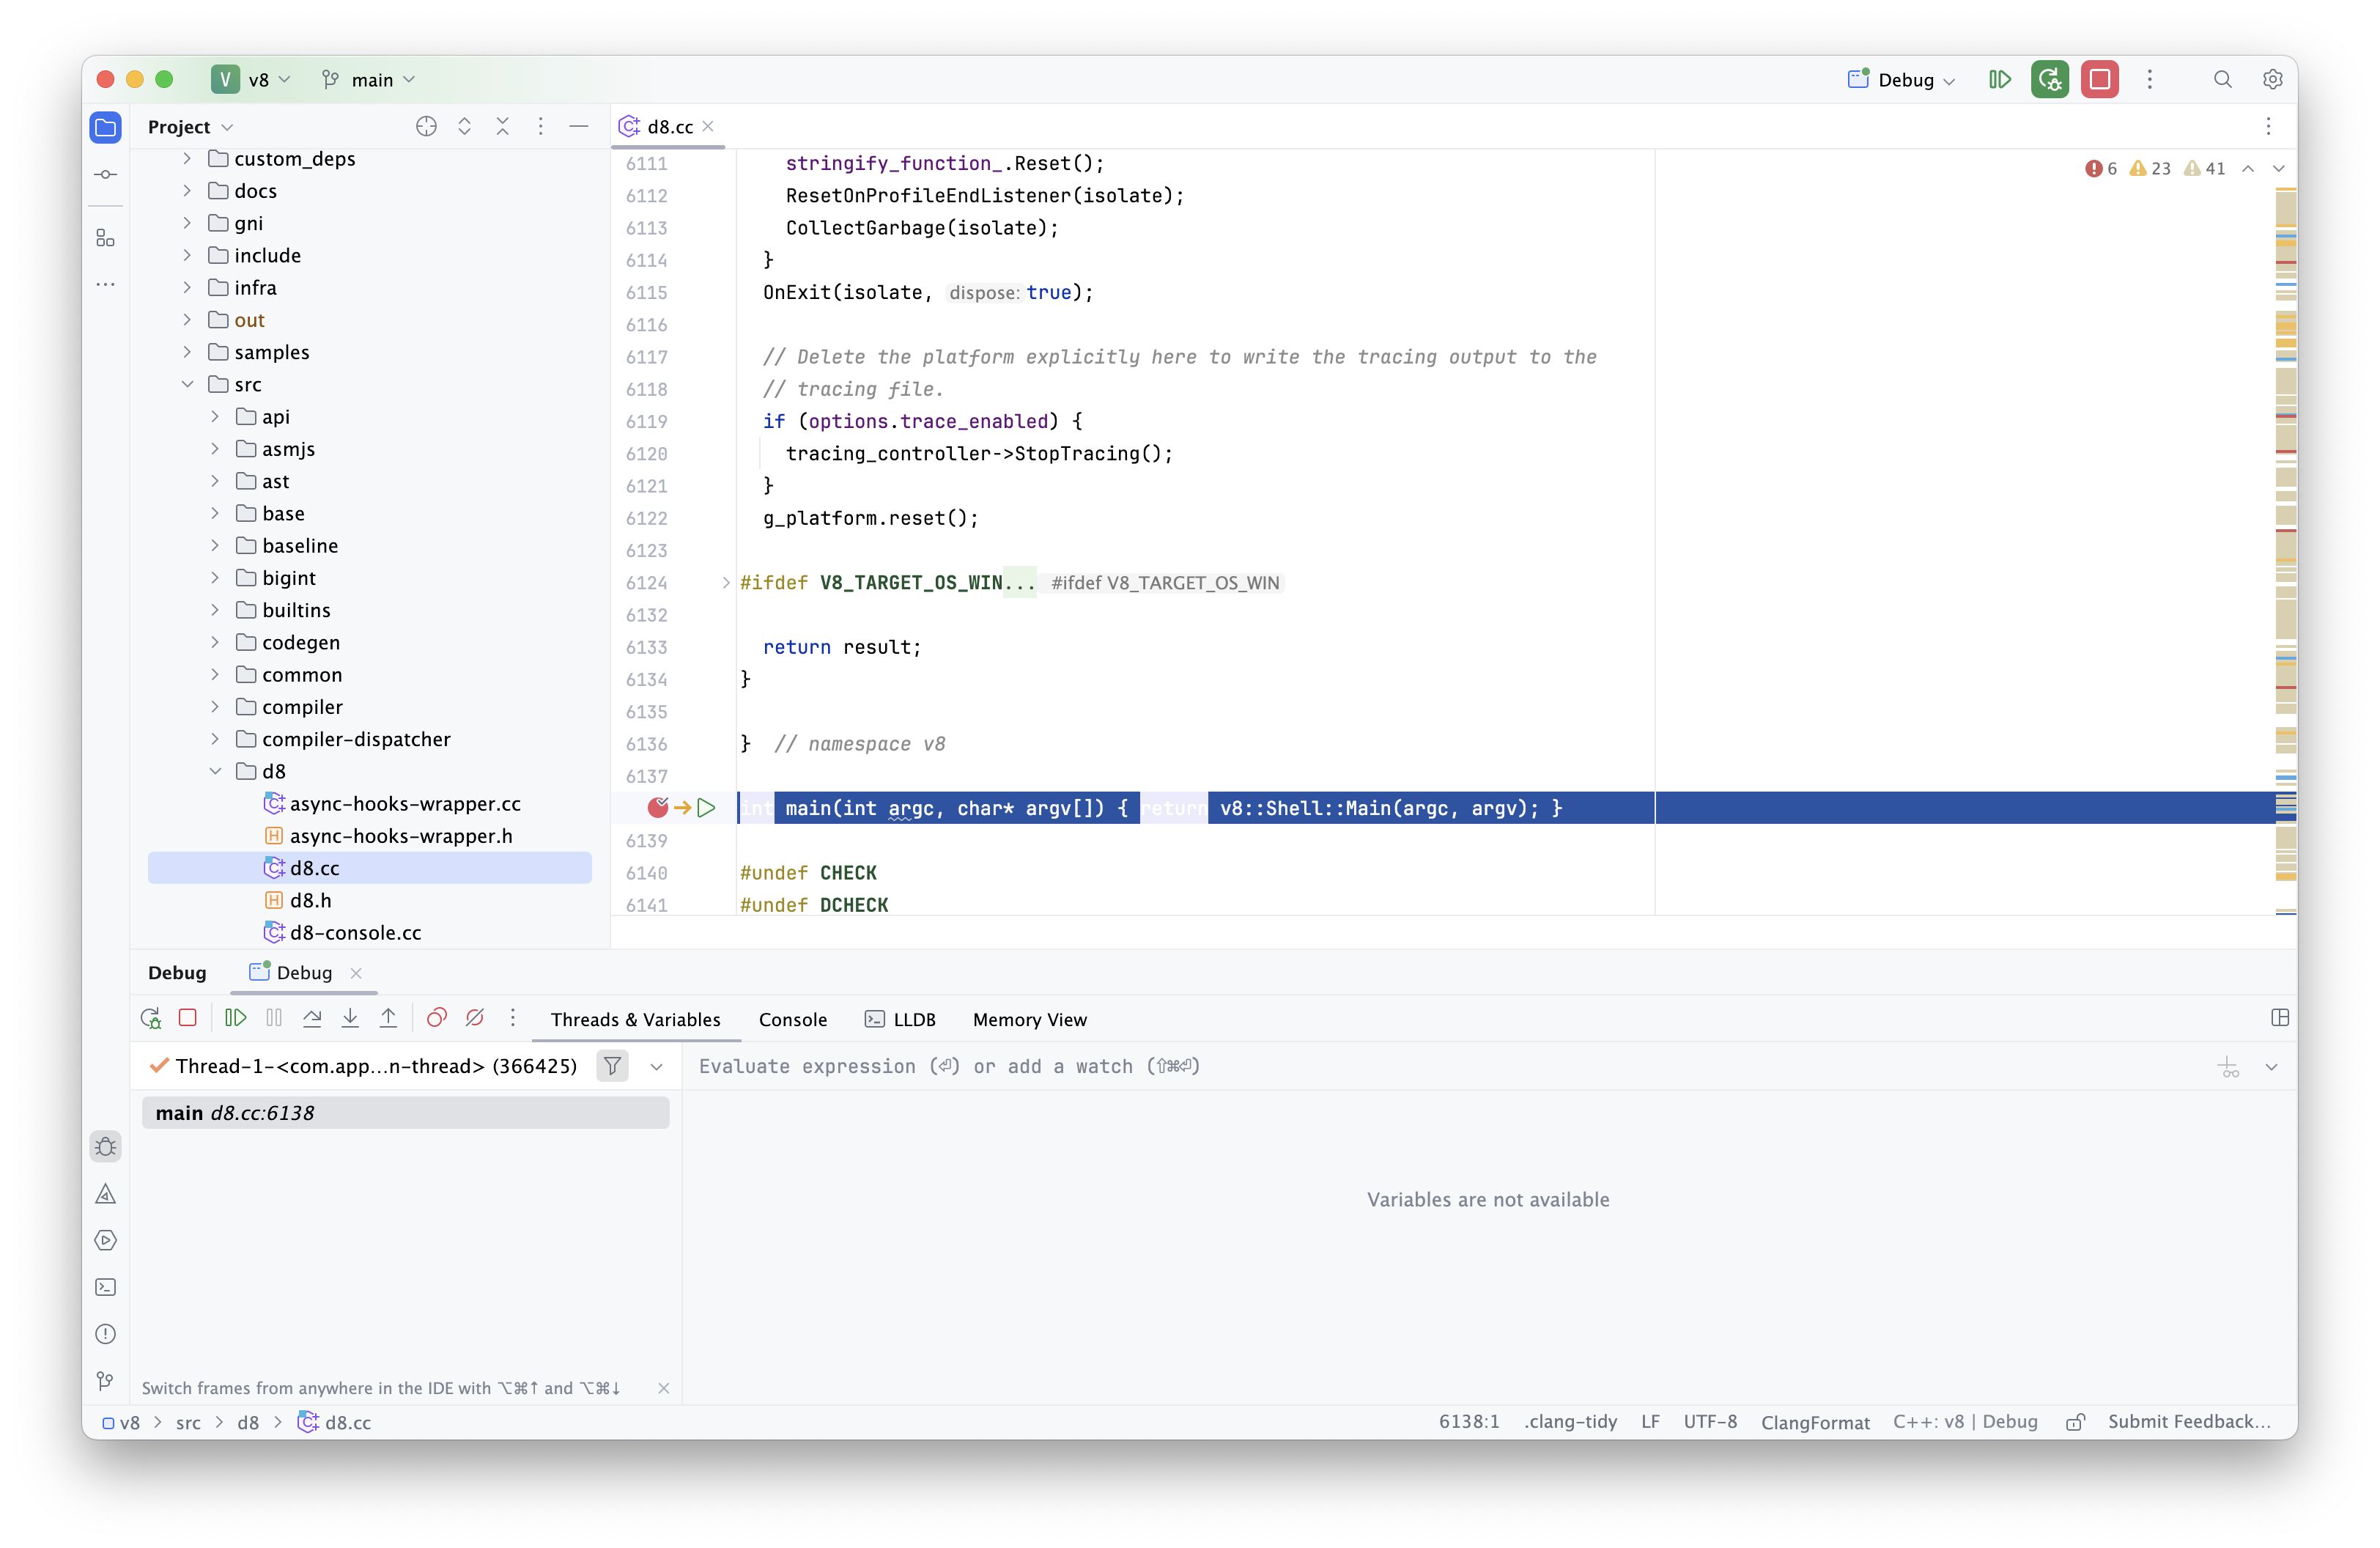 V v8 main Debug
Project
d8.cc
custom_deps
docs
gni
include
infra
out
samples
src
api
asmjs
ast
base
baseline
bigint
builtins
codegen
common
compiler
compiler-dispatcher
d8
async-hooks-wrapper.cc
async-hooks-wrapper.h
d8.cc
d8.h
d8-console.cc
6 23 41
6111 stringify_function_.Reset();
6112 ResetOnProfileEndListener(isolate);
6113 CollectGarbage(isolate);
6114 }
6115 OnExit(isolate, dispose: true);
6116
6117 // Delete the platform explicitly here to write the tracing output to the
6118 // tracing file.
6119 if (options.trace_enabled) {
6120 tracing_controller->StopTracing();
6121 }
6122 g_platform.reset();
6123
6124 #ifdef V8_TARGET_OS_WIN... #ifdef V8_TARGET_OS_WIN
6132
6133 return result;
6134 }
6135
6136 } // namespace v8
6137
int main(int argc, char* argv[]) { return v8::Shell::Main(argc, argv); }
6139
6140 #undef CHECK
6141 #undef DCHECK
Debug Debug
Threads & Variables Console LLDB Memory View
Thread-1-<com.app...n-thread> (366425)
Evaluate expression (⏎) or add a watch (⇧⌘⏎)
main d8.cc:6138
Variables are not available
Switch frames from anywhere in the IDE with ⌥⌘↑ and ⌥⌘↓
v8 > src > d8 > d8.cc
6138:1 .clang-tidy LF UTF-8 ClangFormat C++: v8 | Debug Submit Feedback...